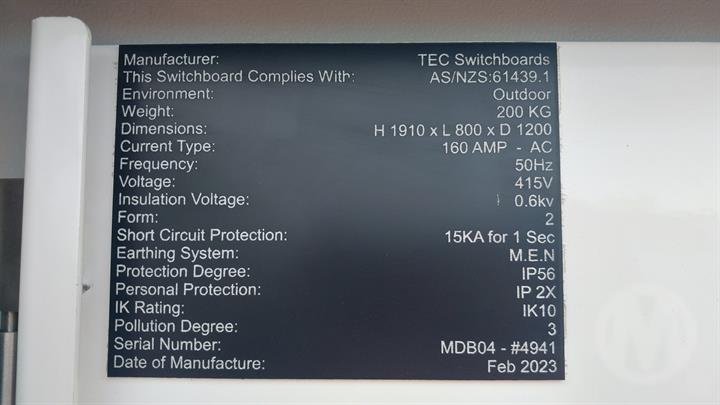 Manufacturer: TEC Switchboards
This Switchboard Complies With: AS/NZS:61439.1
Environment: Outdoor
Weight: 200 KG
Dimensions: H 1910 x L 800 x D 1200
Current Type: 160 AMP - AC
Frequency: 50Hz
Voltage: 415V
Insulation Voltage: 0.6kv
Form: 2
Short Circuit Protection: 15KA for 1 Sec
Earthing System: M.E.N
Protection Degree: IP56
Personal Protection: IP 2X
IK Rating: IK10
Pollution Degree: 3
Serial Number: MDB04 - #4941
Date of Manufacture: Feb 2023
M